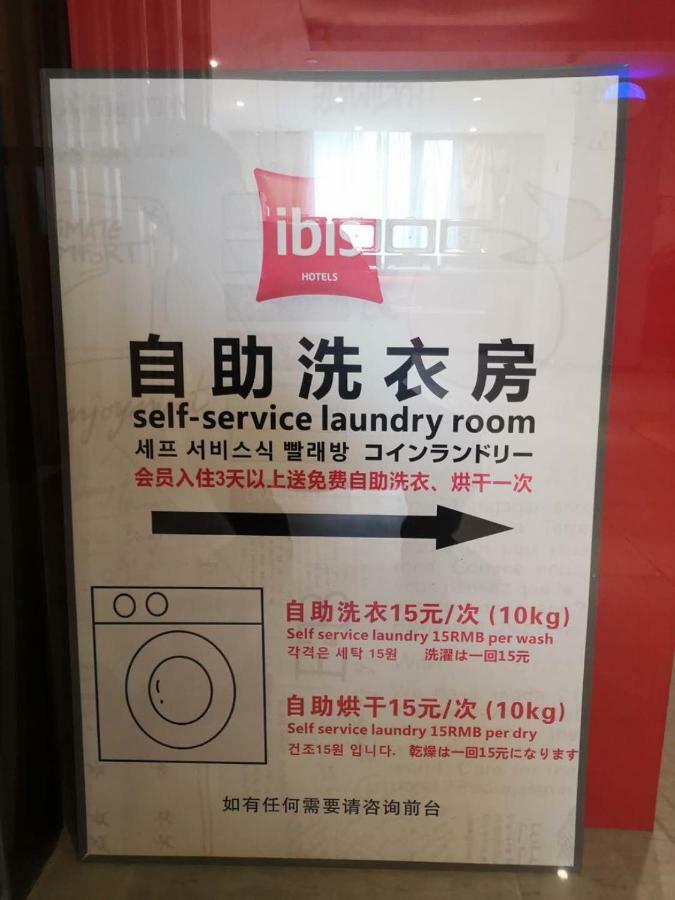 ibis
HOTELS
自助洗衣房
self-service laundry room
세프 서비스식 빨래방 コインランドリー
会员入住3天以上送免费自助洗衣、烘干一次
自助洗衣15元/次 (10kg)
Self service laundry 15RMB per wash
각격은 세탁 15원 洗濯は一回15元
自助烘干15元/次 (10kg)
Self service laundry 15RMB per dry
건조15원 입니다. 乾燥は一回15元になります
如有任何需要请咨询前台